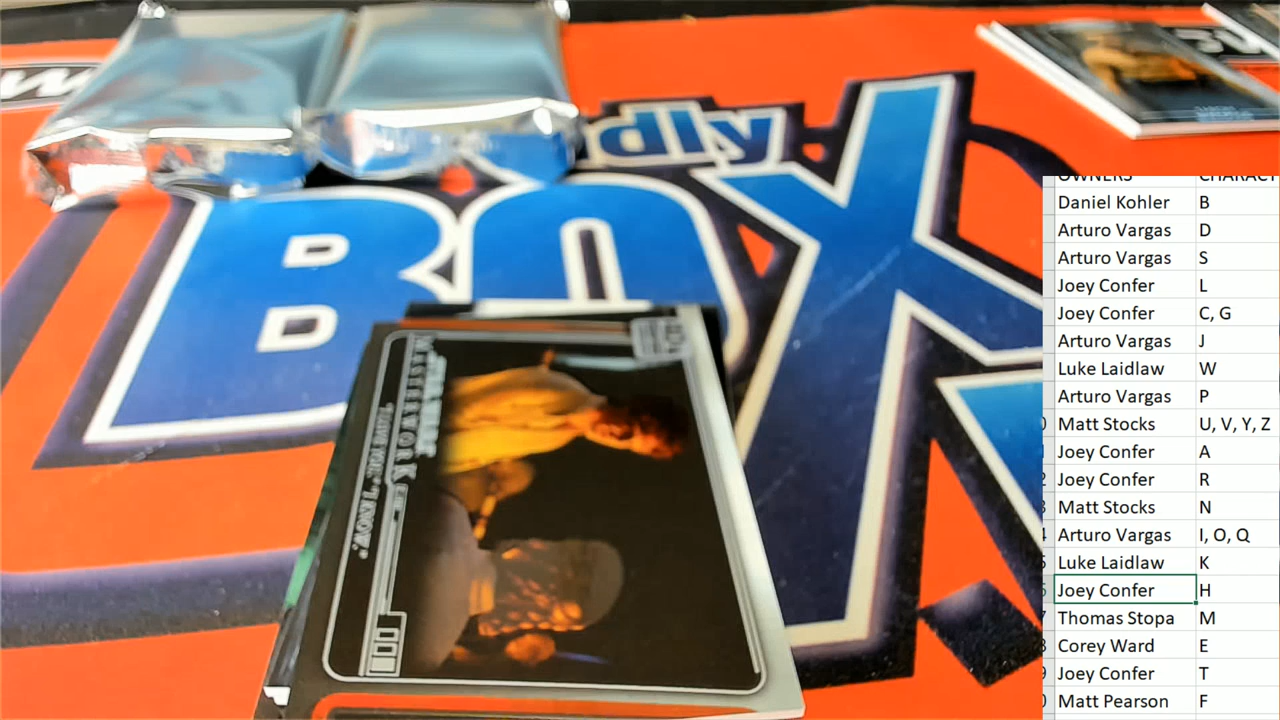 dly
BOX
STAR WARS
MASTERWORK
"I LOVE YOU." "I KNOW."
OWNERS CHARACT
Daniel Kohler B
Arturo Vargas D
Arturo Vargas S
Joey Confer L
Joey Confer C, G
Arturo Vargas J
Luke Laidlaw W
Arturo Vargas P
Matt Stocks U, V, Y, Z
Joey Confer A
Joey Confer R
Matt Stocks N
Arturo Vargas I, O, Q
Luke Laidlaw K
Joey Confer H
Thomas Stopa M
Corey Ward E
Joey Confer T
Matt Pearson F